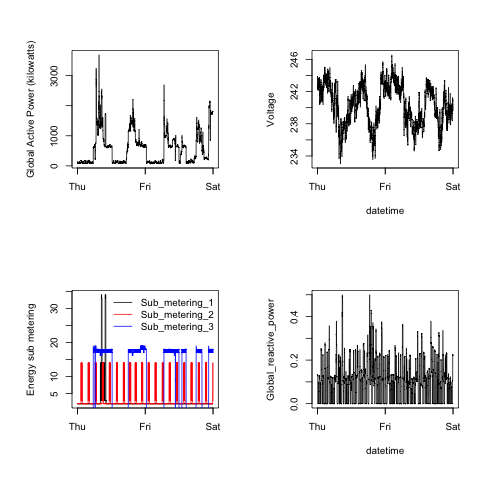 Global Active Power (kilowatts)
3000
1000
0
Thu Fri Sat
Voltage
246
242
238
234
Thu Fri Sat
datetime
Energy sub metering
30
20
10
5
Sub_metering_1
Sub_metering_2
Sub_metering_3
Thu Fri Sat
Global_reactive_power
0.4
0.2
0.0
Thu Fri Sat
datetime